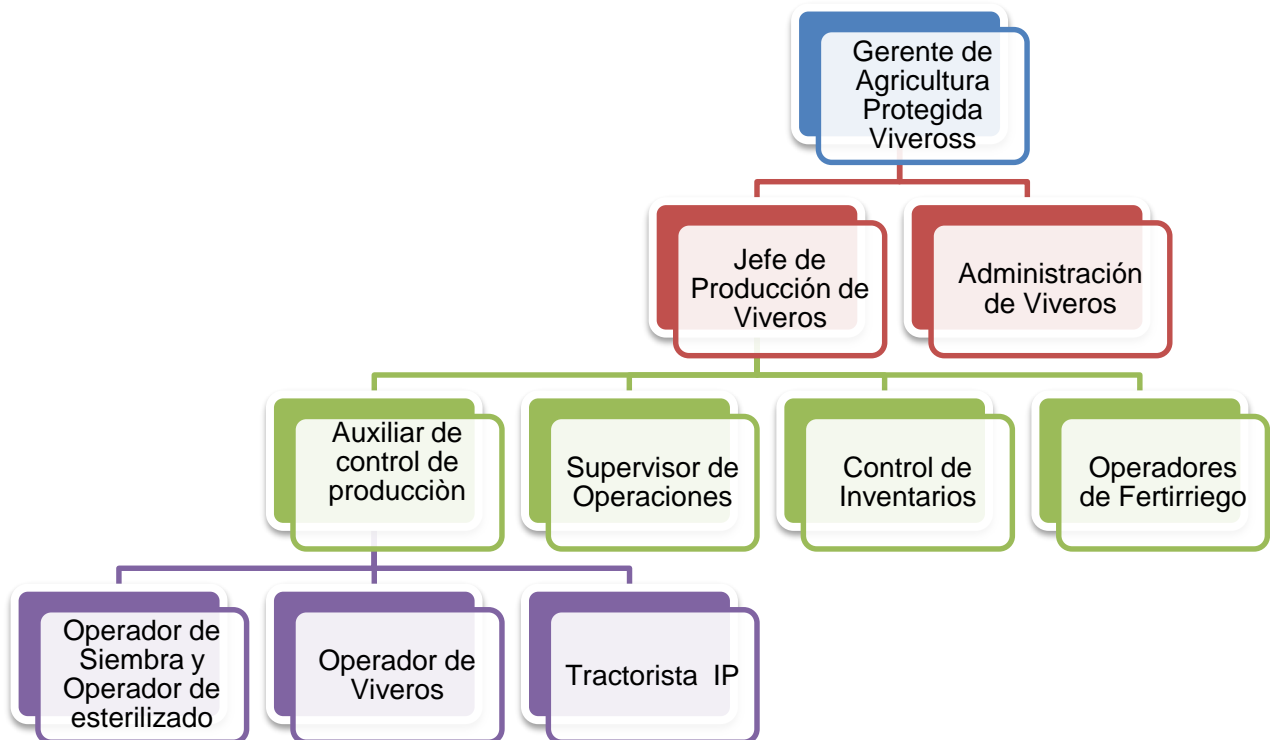 Gerente de
Agricultura
Protegida
Viveross
Jefe de
Producción de
Viveros
Administración
de Viveros
Auxiliar de
control de
producciòn
Supervisor de
Operaciones
Control de
Inventarios
Operadores
de Fertirriego
Operador de
Siembra y
Operador de
esterilizado
Operador de
Viveros
Tractorista  IP